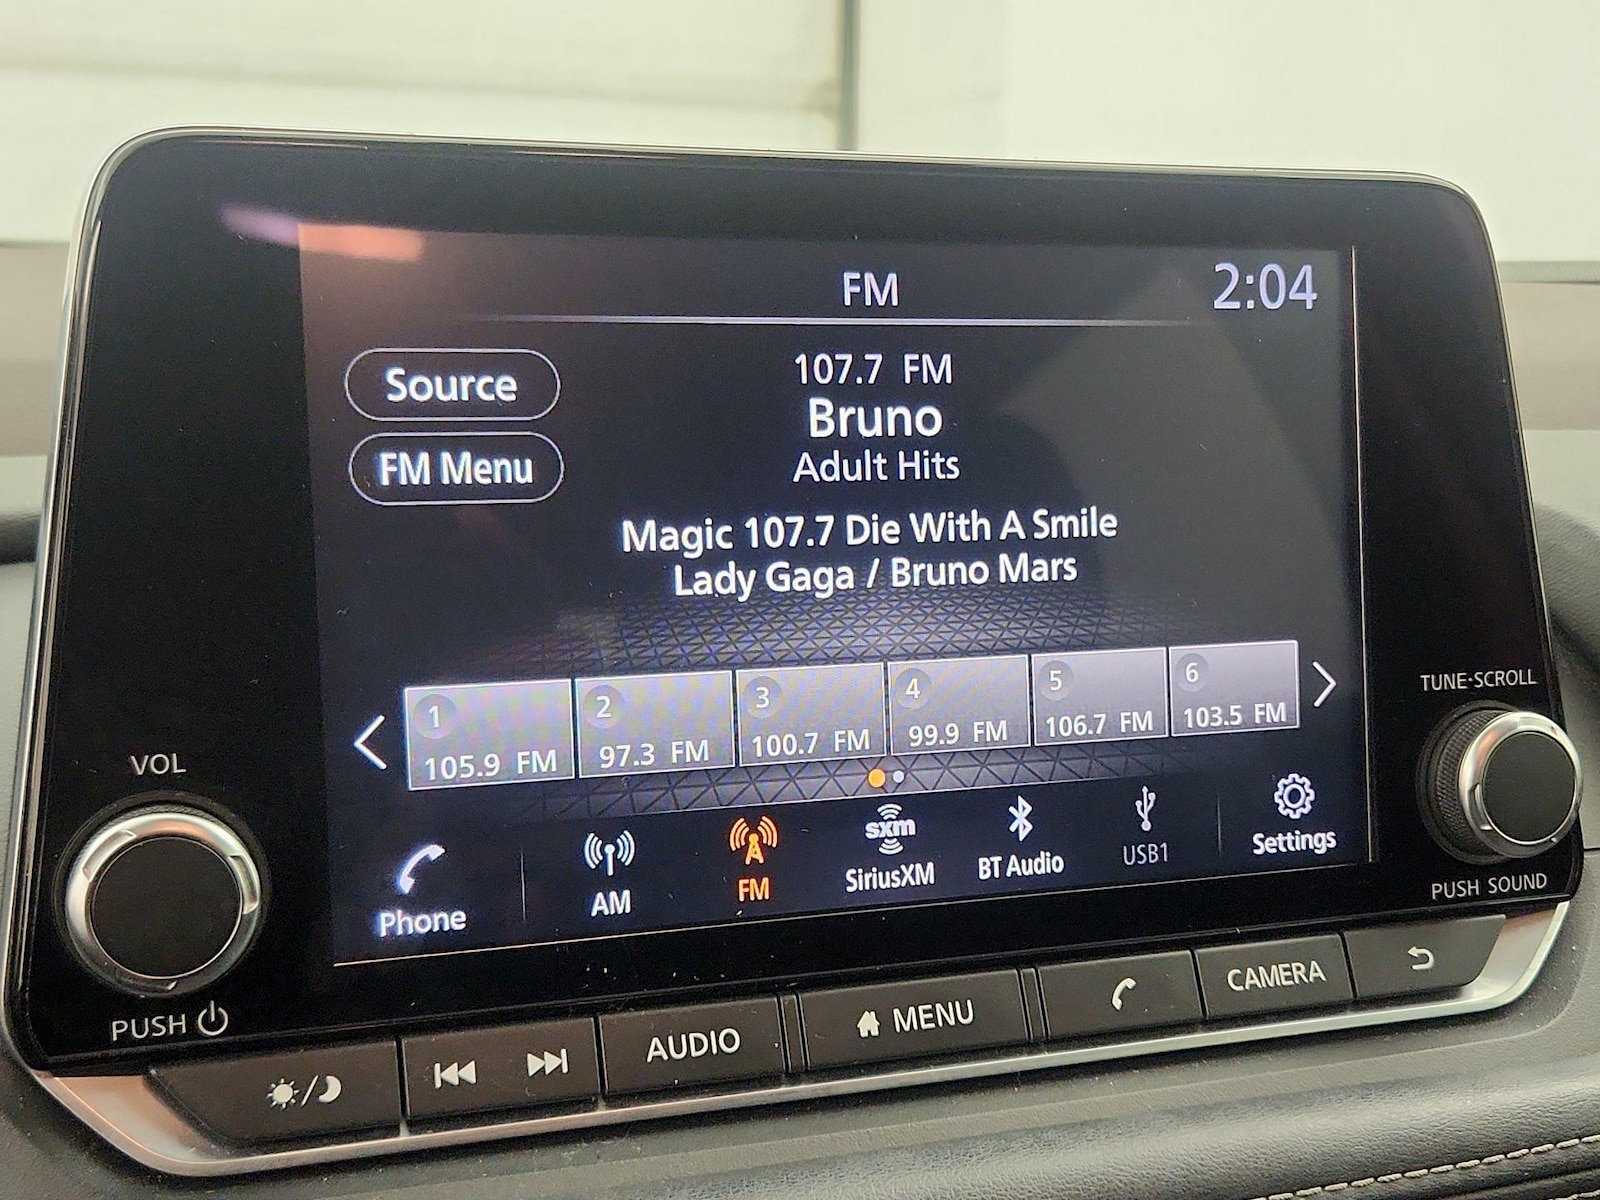 FM
2:04
Source
FM Menu
107.7 FM
Bruno
Adult Hits
Magic 107.7 Die With A Smile
Lady Gaga / Bruno Mars
1
105.9 FM
2
97.3 FM
3
100.7 FM
4
99.9 FM
5
106.7 FM
6
103.5 FM
Phone
AM
FM
sxm
SiriusXM
BT Audio
USB1
Settings
VOL
PUSH
TUNE·SCROLL
PUSH SOUND
AUDIO
MENU
CAMERA